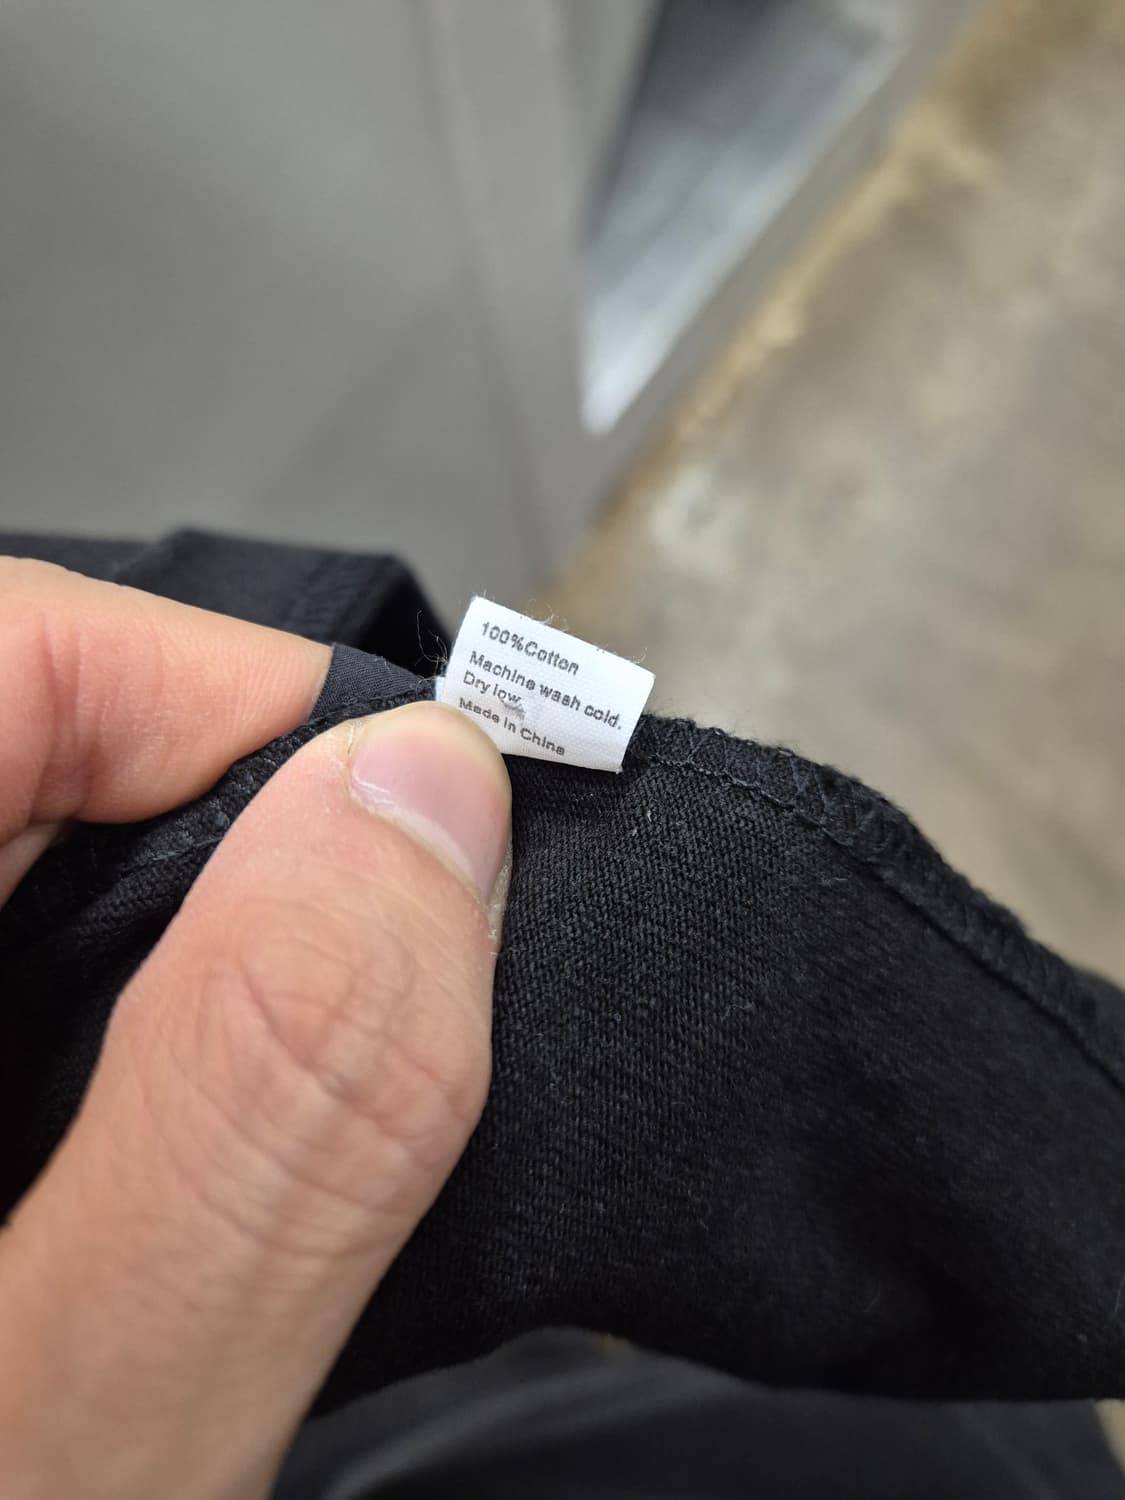 100%Cotton
Machine wash cold.
Dry low.
Made in China